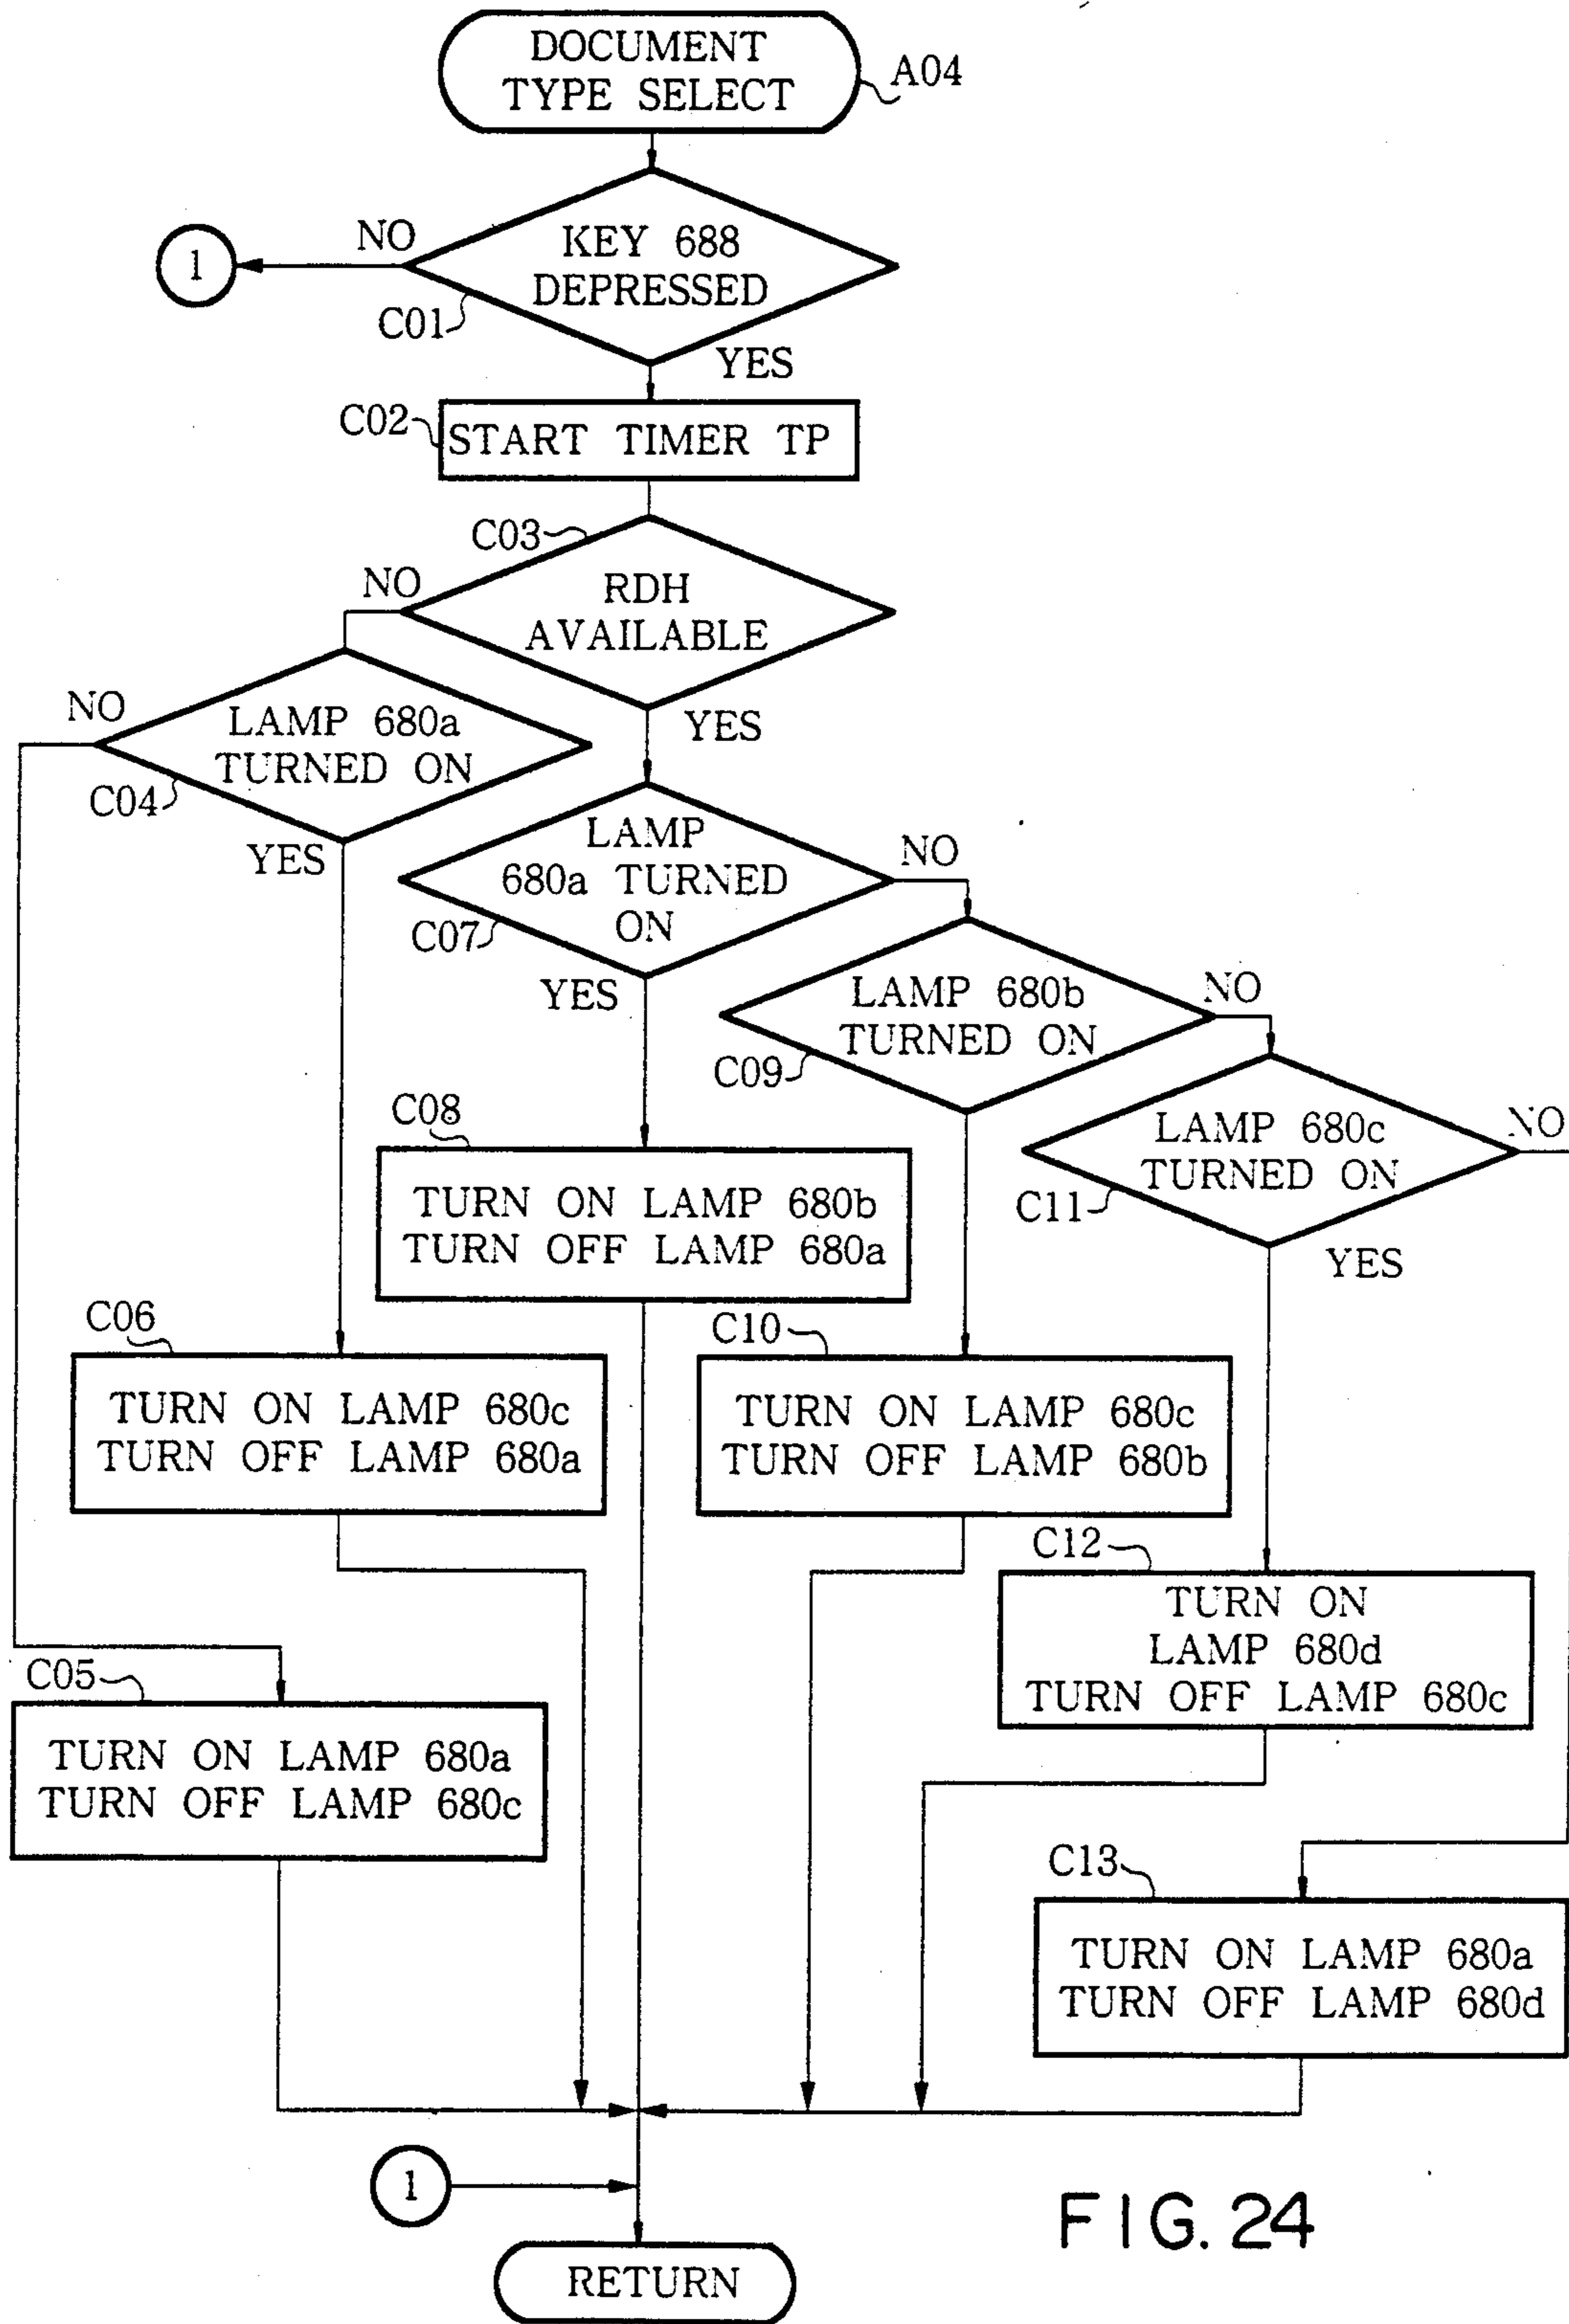 DOCUMENT
TYPE SELECT
A04
NO
1
KEY 688
DEPRESSED
C01
YES
C02
START TIMER TP
C03
NO
RDH
AVAILABLE
NO
LAMP 680a
TURNED ON
YES
C04
YES
LAMP
680a TURNED
ON
NO
C07
YES
LAMP 680b
TURNED ON
NO
C09
C08
LAMP 680c
TURNED ON
NO
C11
YES
TURN ON LAMP 680b
TURN OFF LAMP 680a
C06
C10
TURN ON LAMP 680c
TURN OFF LAMP 680a
TURN ON LAMP 680c
TURN OFF LAMP 680b
C12
TURN ON
LAMP 680d
TURN OFF LAMP 680c
C05
TURN ON LAMP 680a
TURN OFF LAMP 680c
C13
TURN ON LAMP 680a
TURN OFF LAMP 680d
1
FIG. 24
RETURN